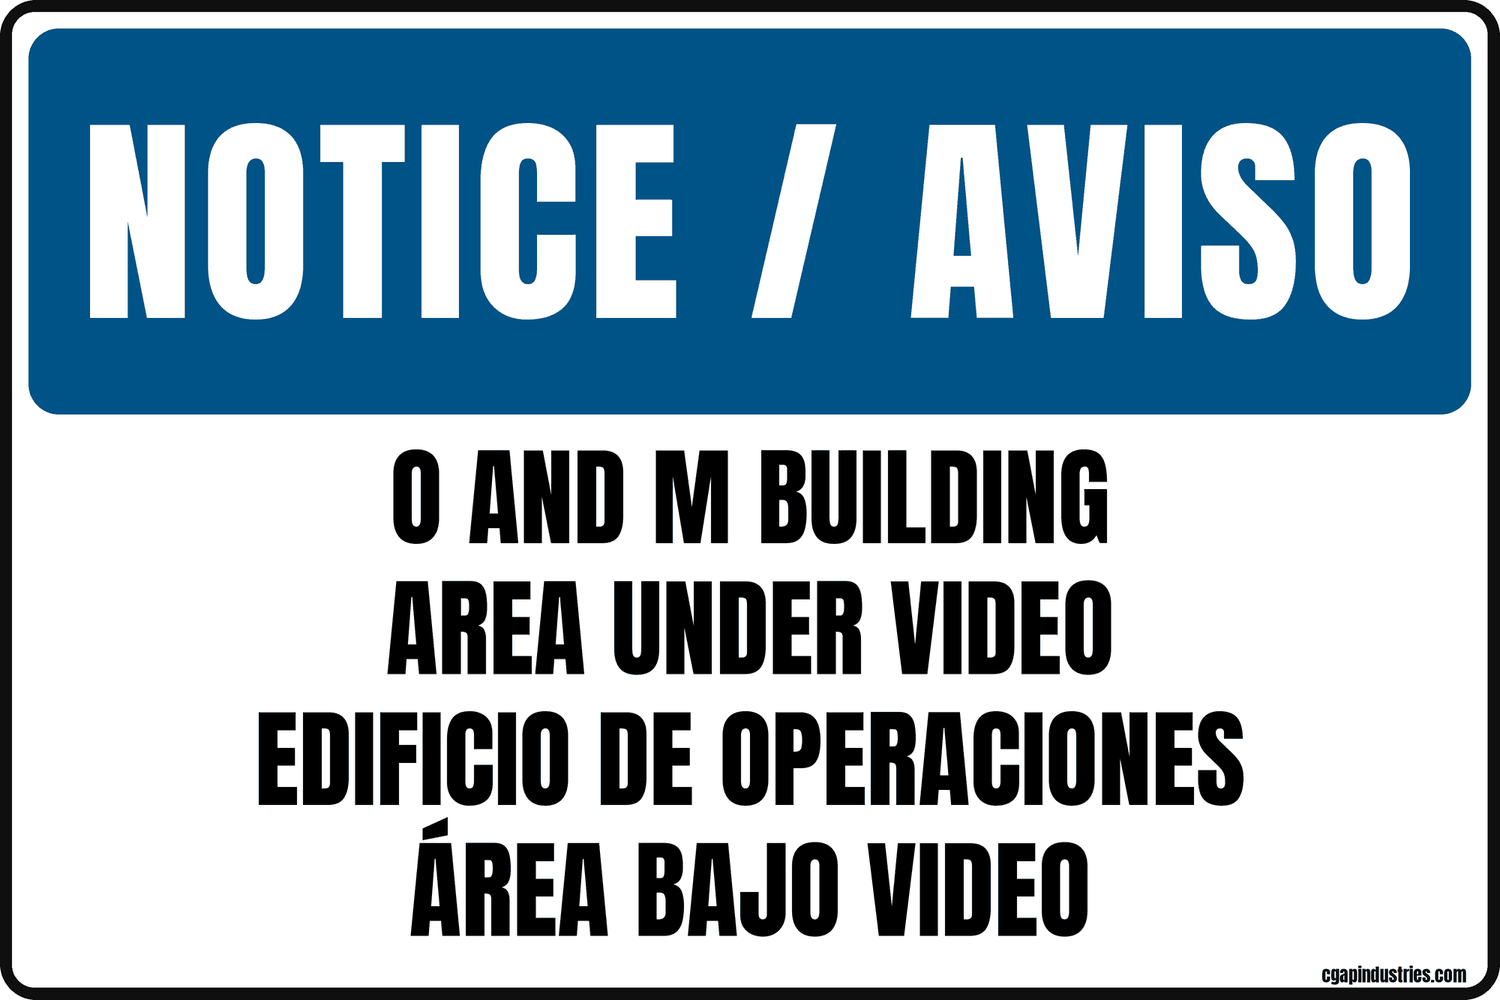 NOTICE / AVISO
O AND M BUILDING
AREA UNDER VIDEO
EDIFICIO DE OPERACIONES
ÁREA BAJO VIDEO
cgapindustries.com